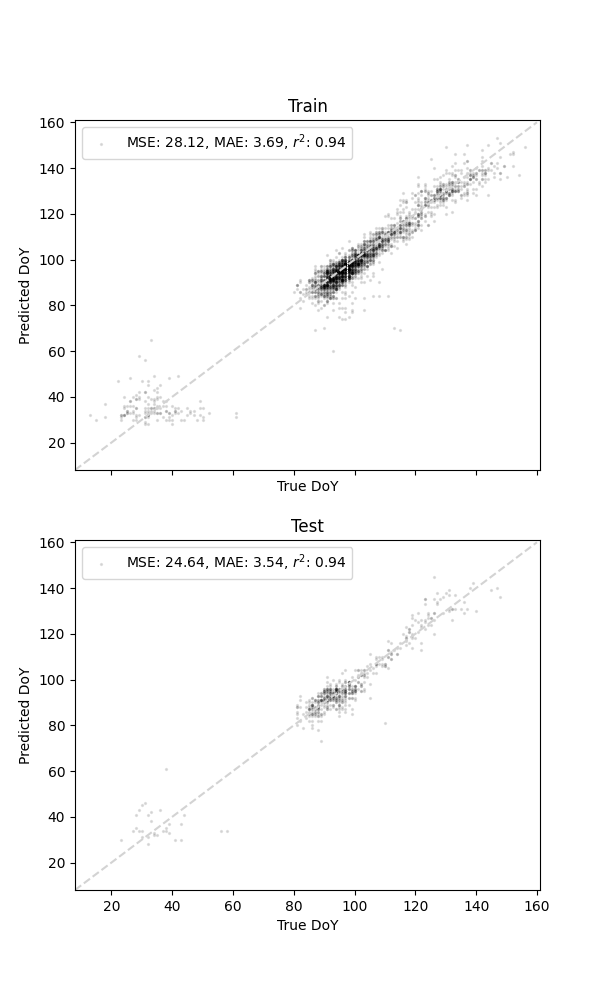 Train
MSE: 28.12, MAE: 3.69, r²: 0.94
160
140
120
100
80
60
40
20
Predicted DoY
True DoY
Test
MSE: 24.64, MAE: 3.54, r²: 0.94
160
140
120
100
80
60
40
20
Predicted DoY
20 40 60 80 100 120 140 160
True DoY